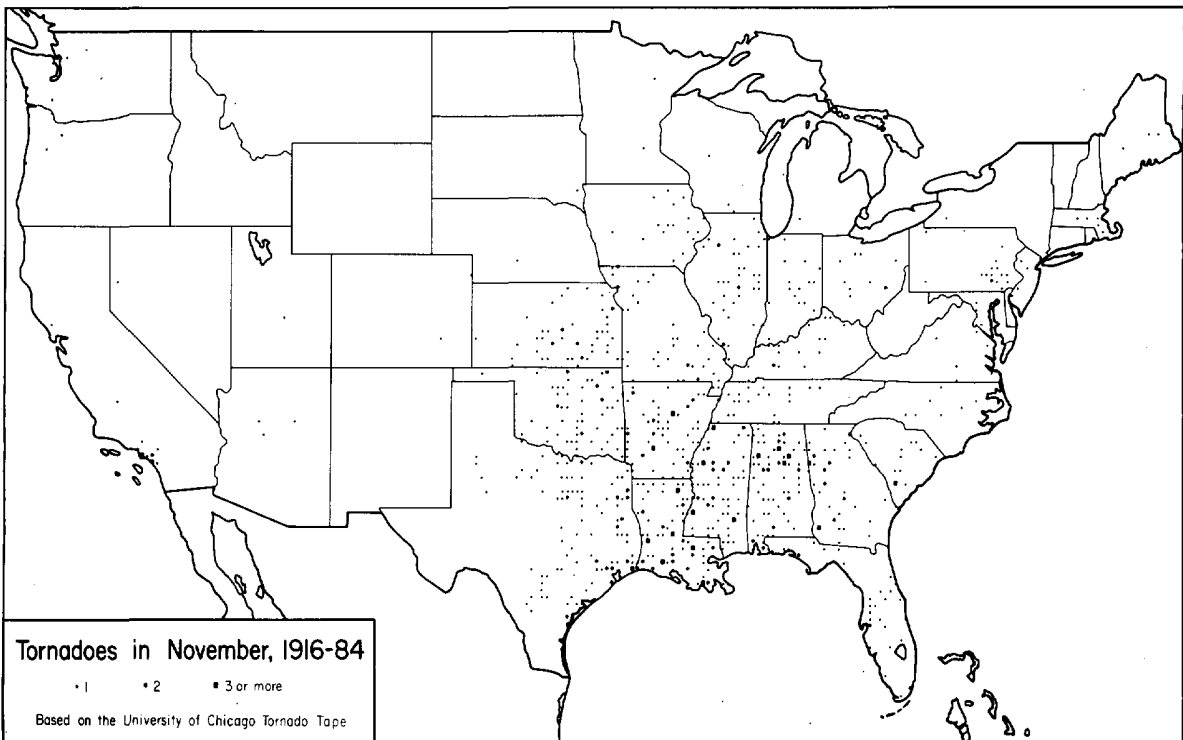 Tornadoes in November, 1916-84
· 1 • 2 ■ 3 or more
Based on the University of Chicago Tornado Tape